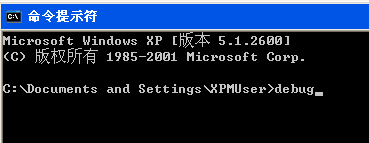 命令提示符
Microsoft Windows XP [版本 5.1.2600]
(C) 版权所有 1985-2001 Microsoft Corp.
C:\Documents and Settings\XPMUser>debug_